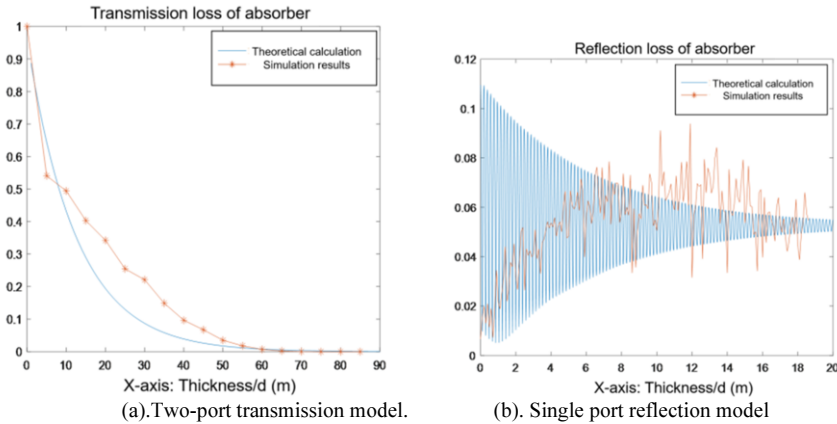 Transmission loss of absorber
1
0.9
0.8
0.7
0.6
0.5
0.4
0.3
0.2
0.1
0
Theoretical calculation
Simulation results
0 10 20 30 40 50 60 70 80 90
X-axis: Thickness/d (m)
(a).Two-port transmission model.
Reflection loss of absorber
0.12
0.1
0.08
0.06
0.04
0.02
0
Theoretical calculation
Simulation results
0 2 4 6 8 10 12 14 16 18 20
X-axis: Thickness/d (m)
(b). Single port reflection model